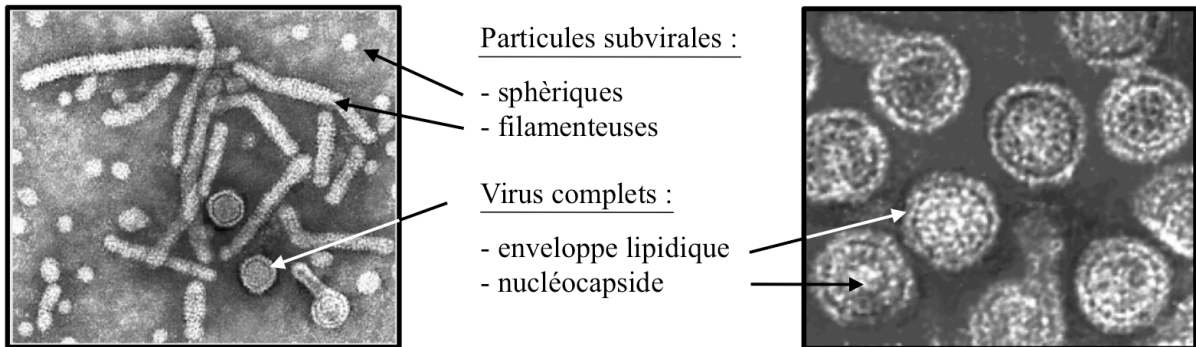 Particules subvirales :
- sphèriques
- filamenteuses
Virus complets :
- enveloppe lipidique
- nucléocapside